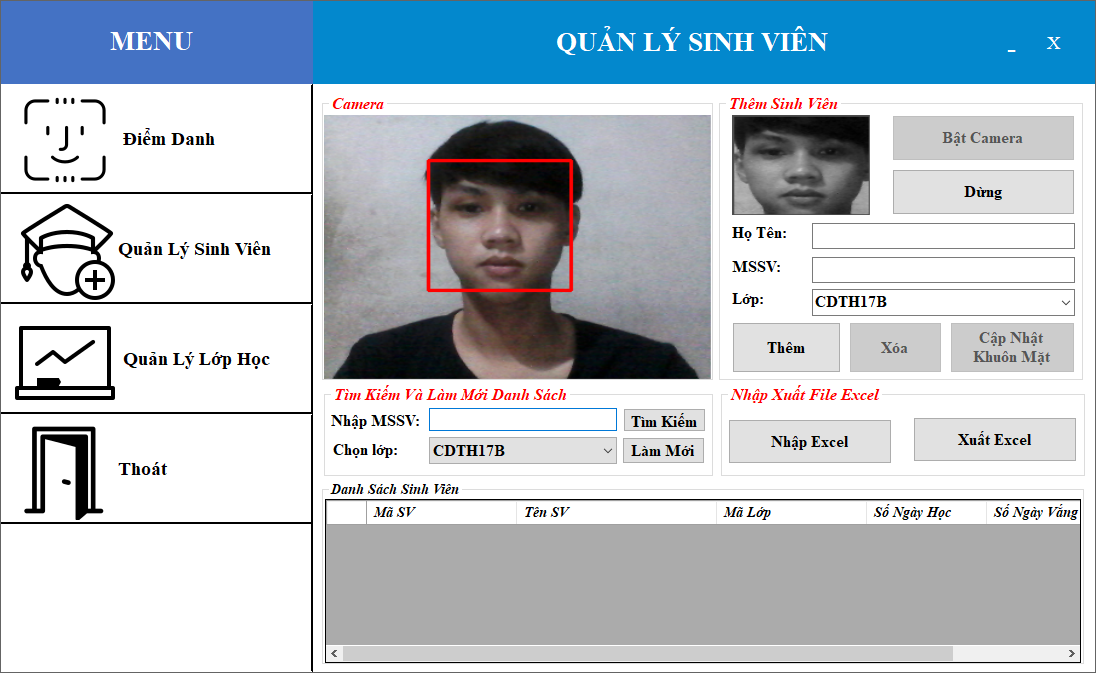 MENU
QUẢN LÝ SINH VIÊN
_ X
Điểm Danh
Quản Lý Sinh Viên
Quản Lý Lớp Học
Thoát
Camera
Thêm Sinh Viên
Bật Camera
Dừng
Họ Tên:
MSSV:
Lớp:
CDTH17B
Thêm
Xóa
Cập Nhật
Khuôn Mặt
Tìm Kiếm Và Làm Mới Danh Sách
Nhập MSSV:
Tìm Kiếm
Chọn lớp:
CDTH17B
Làm Mới
Nhập Xuất File Excel
Nhập Excel
Xuất Excel
Danh Sách Sinh Viên
Mã SV Tên SV Mã Lớp Số Ngày Học Số Ngày Vắng